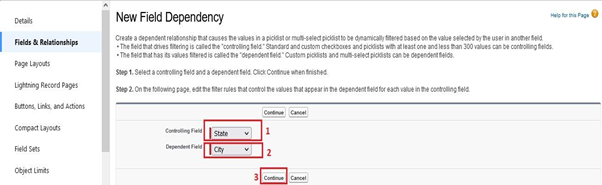 Details
Fields & Relationships
Page Layouts
Lightning Record Pages
Buttons, Links, and Actions
Compact Layouts
Field Sets
Object Limits
New Field Dependency
Help for this Page
Create a dependent relationship that causes the values in a picklist or multi-select picklist to be dynamically filtered based on the value selected by the user in another field.
• The field that drives filtering is called the "controlling field." Standard and custom checkboxes and picklists with at least one and less than 300 values can be controlling fields.
• The field that has its values filtered is called the "dependent field." Custom picklists and multi-select picklists can be dependent fields.
Step 1. Select a controlling field and a dependent field. Click Continue when finished.
Step 2. On the following page, edit the filter rules that control the values that appear in the dependent field for each value in the controlling field.
Continue Cancel
Controlling Field State 1
Dependent Field City 2
3 Continue Cancel